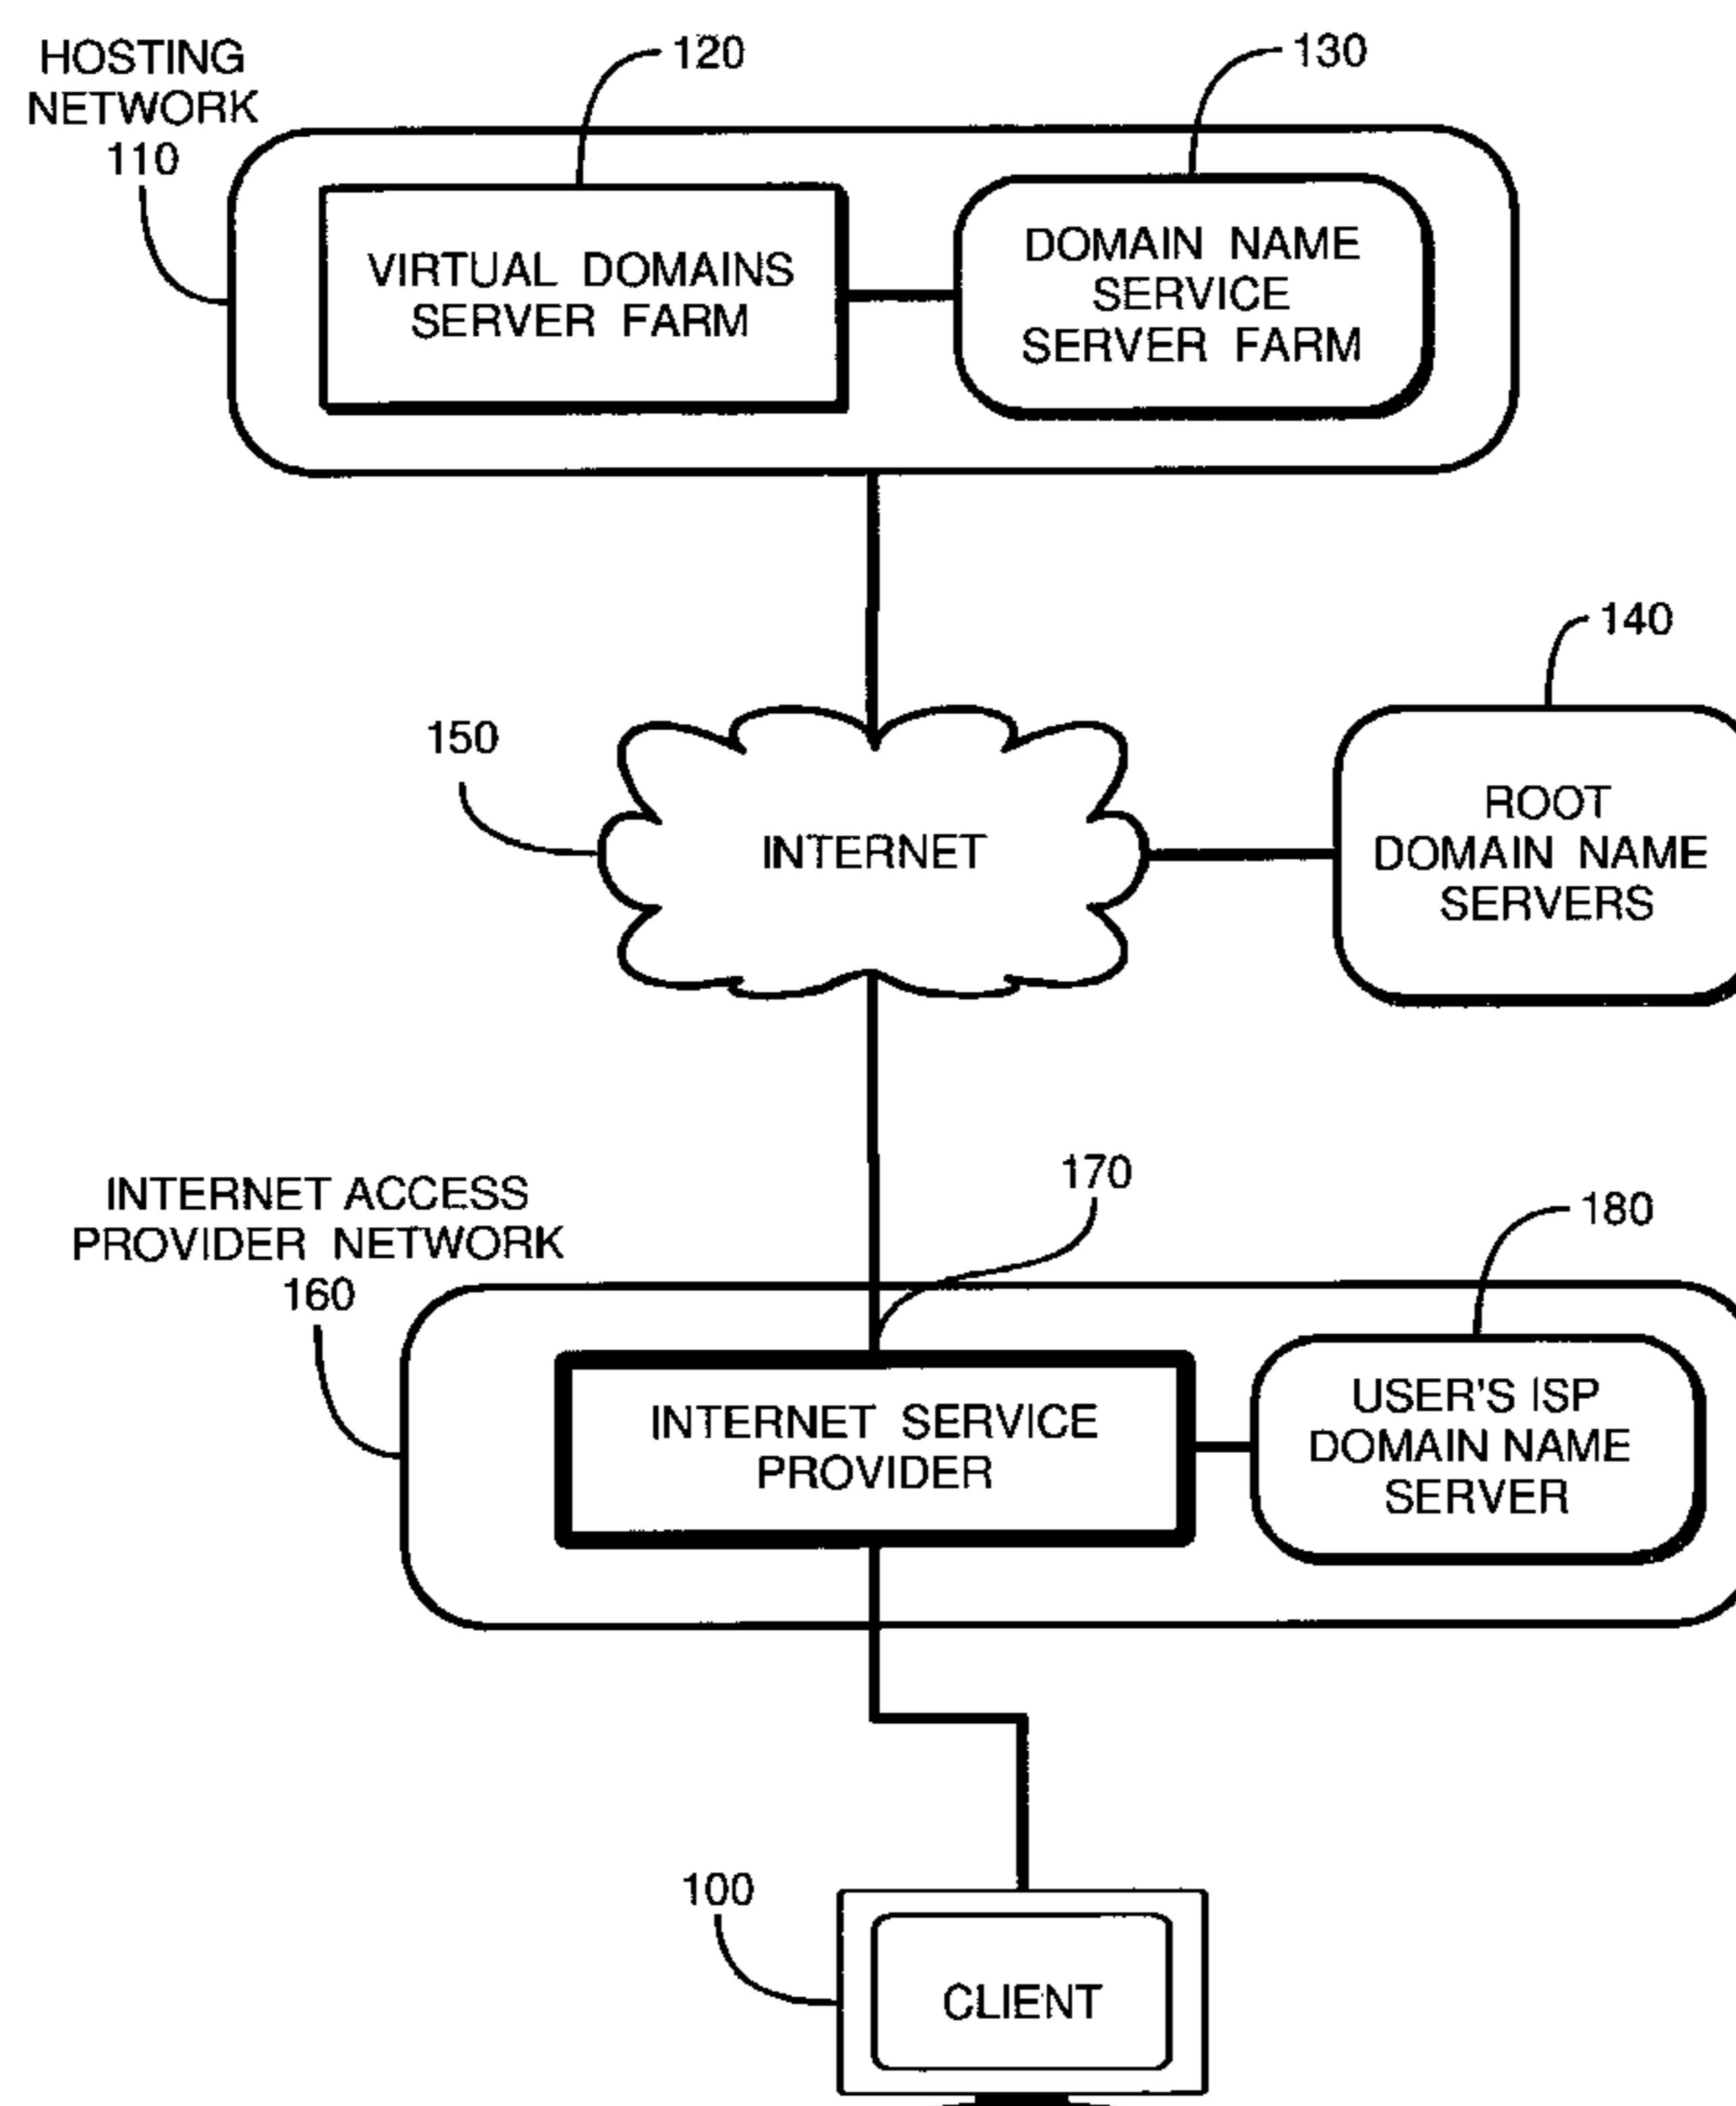 HOSTING
NETWORK
110
120
130
VIRTUAL DOMAINS
SERVER FARM
DOMAIN NAME
SERVICE
SERVER FARM
140
150
INTERNET
ROOT
DOMAIN NAME
SERVERS
170
180
INTERNET ACCESS
PROVIDER NETWORK
160
INTERNET SERVICE
PROVIDER
USER'S ISP
DOMAIN NAME
SERVER
100
CLIENT